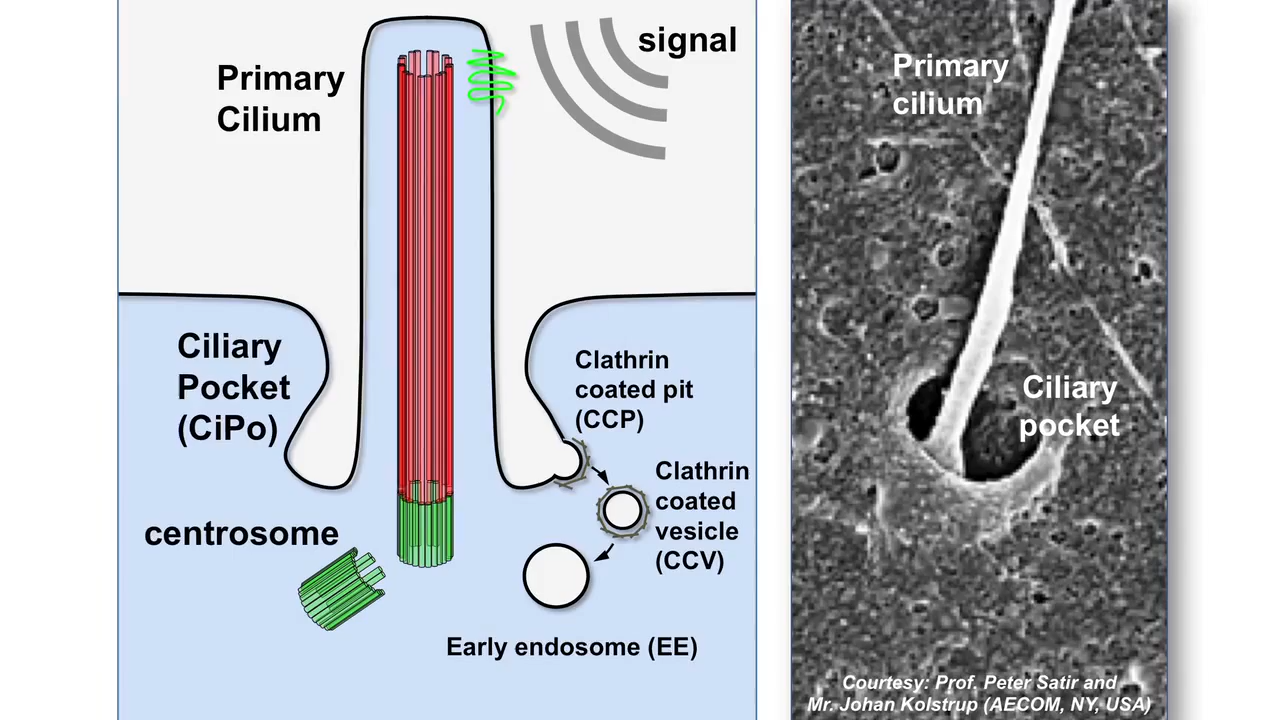 signal
Primary
Cilium
Ciliary
Pocket
(CiPo)
Clathrin
coated pit
(CCP)
Clathrin
coated
vesicle
(CCV)
centrosome
Early endosome (EE)
Primary
cilium
Ciliary
pocket
Courtesy: Prof. Peter Satir and
Mr. Johan Kolstrup (AECOM, NY, USA)